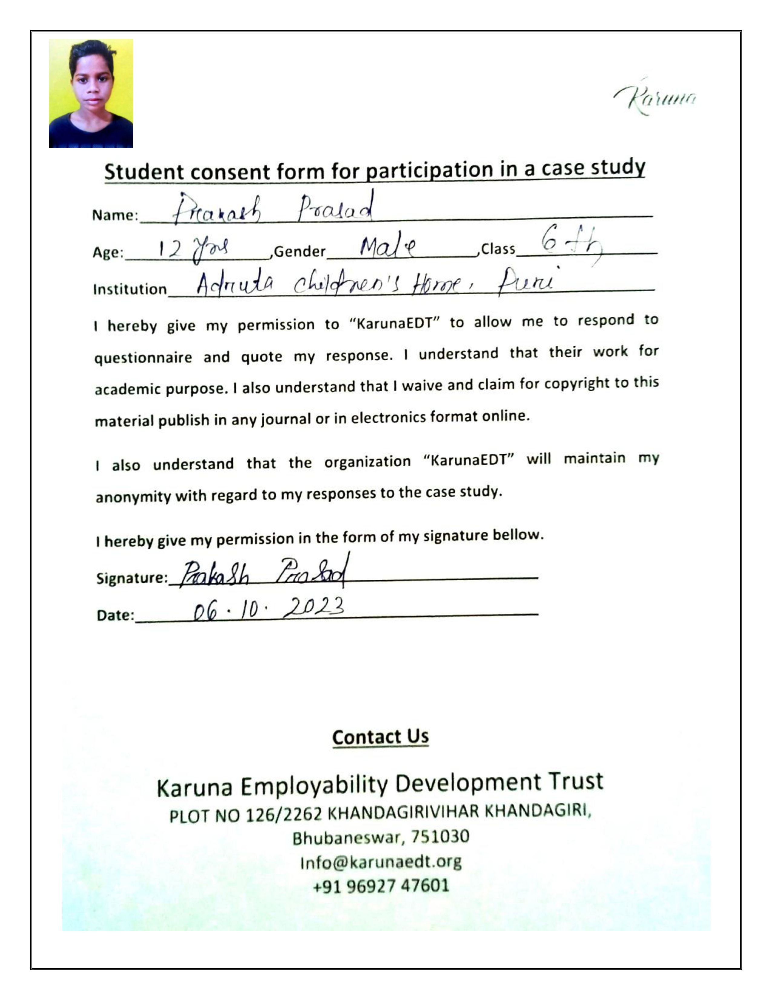 Karuna
Student consent form for participation in a case study
Name: Prakash Prasad
Age: 12 Yrs ,Gender Male ,Class 6th
Institution Adruta Children's Home, Puri
I hereby give my permission to “KarunaEDT” to allow me to respond to
questionnaire and quote my response. I understand that their work for
academic purpose. I also understand that I waive and claim for copyright to this
material publish in any journal or in electronics format online.
I also understand that the organization “KarunaEDT” will maintain my
anonymity with regard to my responses to the case study.
I hereby give my permission in the form of my signature bellow.
Signature: Prakash Prasad
Date: 06.10.2023
Contact Us
Karuna Employability Development Trust
PLOT NO 126/2262 KHANDAGIRIVIHAR KHANDAGIRI,
Bhubaneswar, 751030
Info@karunaedt.org
+91 96927 47601